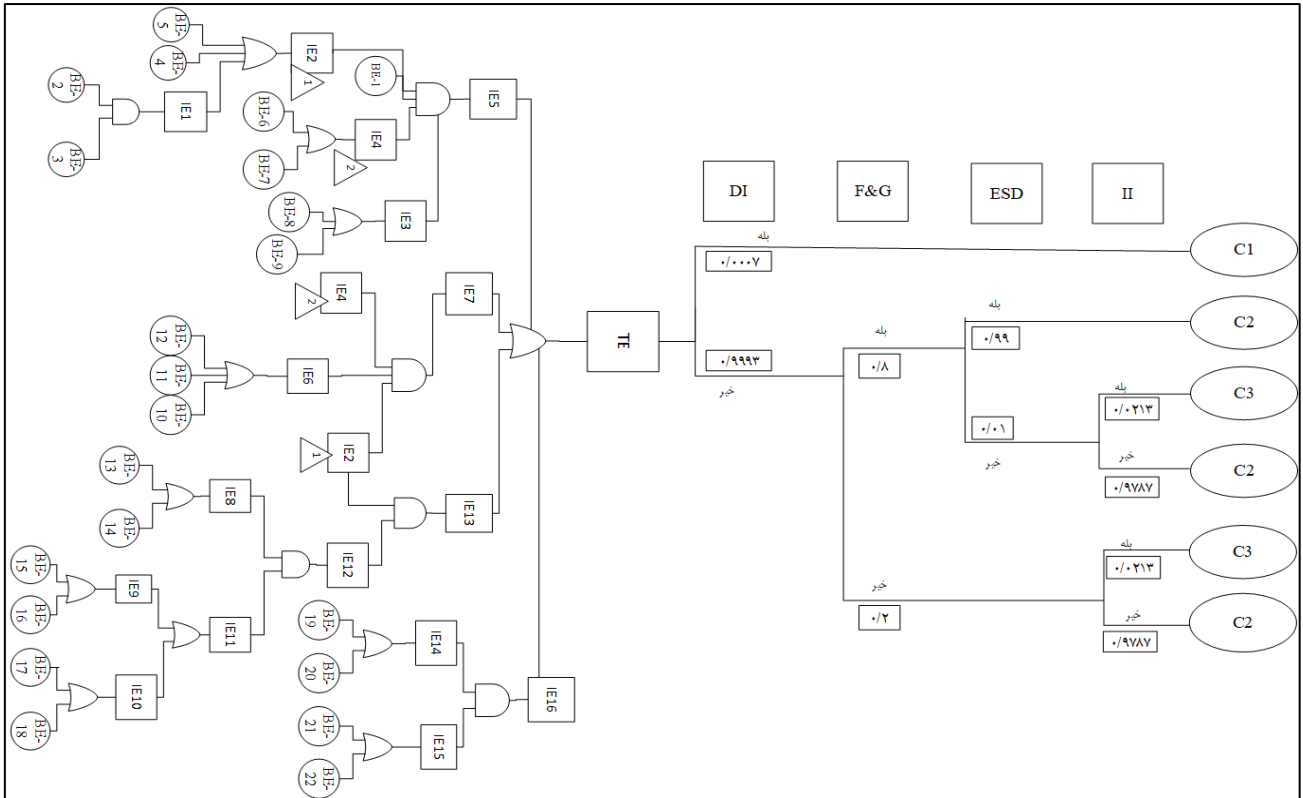 BE-
5
BE-
4
IE2
1
BE-1
IE5
BE-
2
IE1
BE-
3
BE-6
IE4
2
BE-7
BE-8
IE3
BE-9
DI
F&G
ESD
II
بله
۰/۰۰۰۷
C1
IE4
2
IE7
BE-
12
BE-
11
BE-
10
IE6
TE
۰/۹۹۹۳
خیر
بله
۰/۸
بله
۰/۹۹
C2
بله
۰/۰۲۱۳
C3
۰/۰۱
خیر
خیر
۰/۹۷۸۷
C2
IE2
1
BE-
13
IE8
BE-
14
IE13
IE12
BE-
15
IE9
BE-
16
IE11
BE-
17
IE10
BE-
18
BE-
19
IE14
BE-
20
IE16
BE-
21
IE15
BE-
22
خیر
۰/۲
بله
۰/۰۲۱۳
C3
خیر
۰/۹۷۸۷
C2